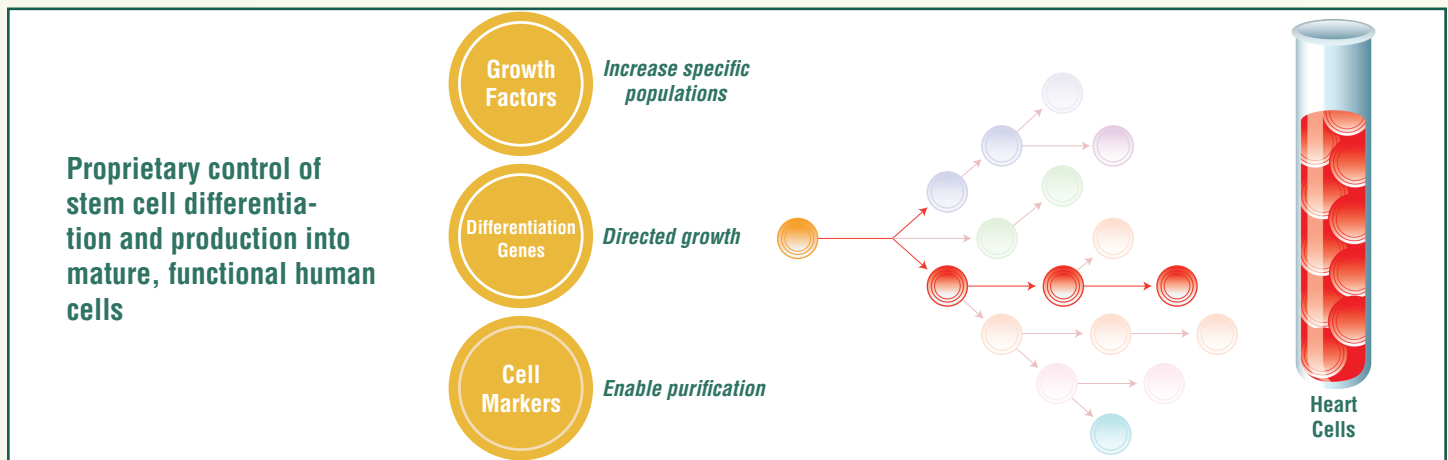 Proprietary control of
stem cell differentia-
tion and production into
mature, functional human
cells
Growth
Factors
Increase specific
populations
Differentiation
Genes
Directed growth
Cell
Markers
Enable purification
Heart
Cells